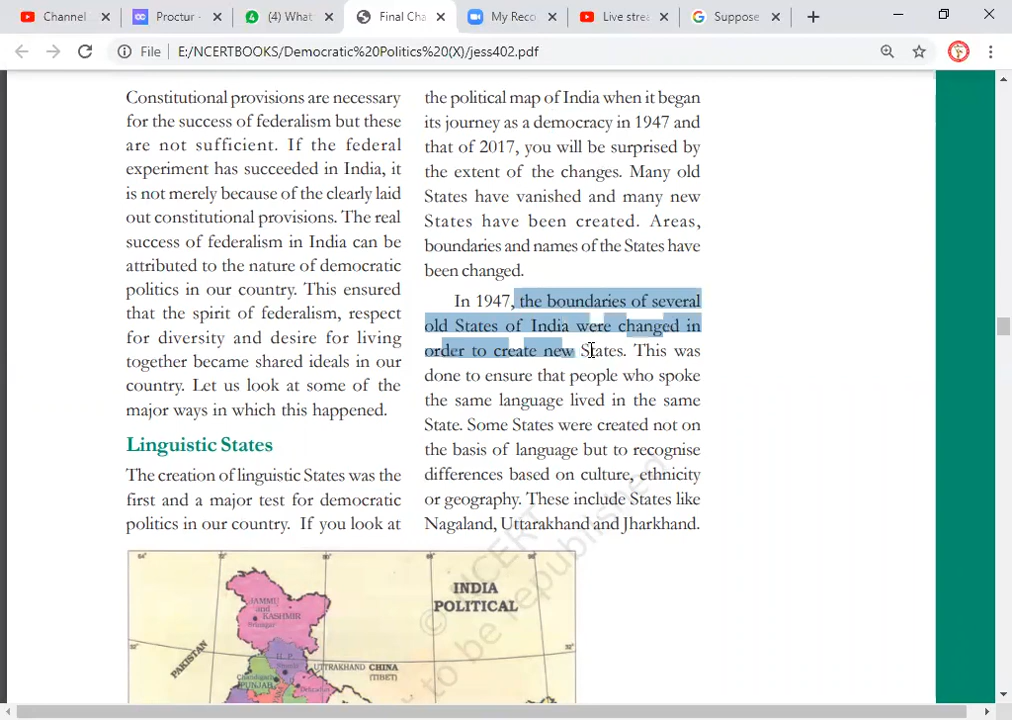 Channel
Proctur -
(4) What
Final Cha
My Reco
Live strea
Suppose
File
E:/NCERTBOOKS/Democratic%20Politics%20(X)/jess402.pdf
Constitutional provisions are necessary
for the success of federalism but these
are not sufficient. If the federal
experiment has succeeded in India, it
is not merely because of the clearly laid
out constitutional provisions. The real
success of federalism in India can be
attributed to the nature of democratic
politics in our country. This ensured
that the spirit of federalism, respect
for diversity and desire for living
together became shared ideals in our
country. Let us look at some of the
major ways in which this happened.
Linguistic States
The creation of linguistic States was the
first and a major test for democratic
politics in our country. If you look at
the political map of India when it began
its journey as a democracy in 1947 and
that of 2017, you will be surprised by
the extent of the changes. Many old
States have vanished and many new
States have been created. Areas,
boundaries and names of the States have
been changed.
In 1947, the boundaries of several
old States of India were changed in
order to create new States. This was
done to ensure that people who spoke
the same language lived in the same
State. Some States were created not on
the basis of language but to recognise
differences based on culture, ethnicity
or geography. These include States like
Nagaland, Uttarakhand and Jharkhand.
© NCERT
to be republished
INDIA
POLITICAL
JAMMU
and
KASHMIR
Srinagar
PAKISTAN
H. P.
UTTRAKHAND
CHINA
(TIBET)
Chandigarh
PUNJAB
Dehradun